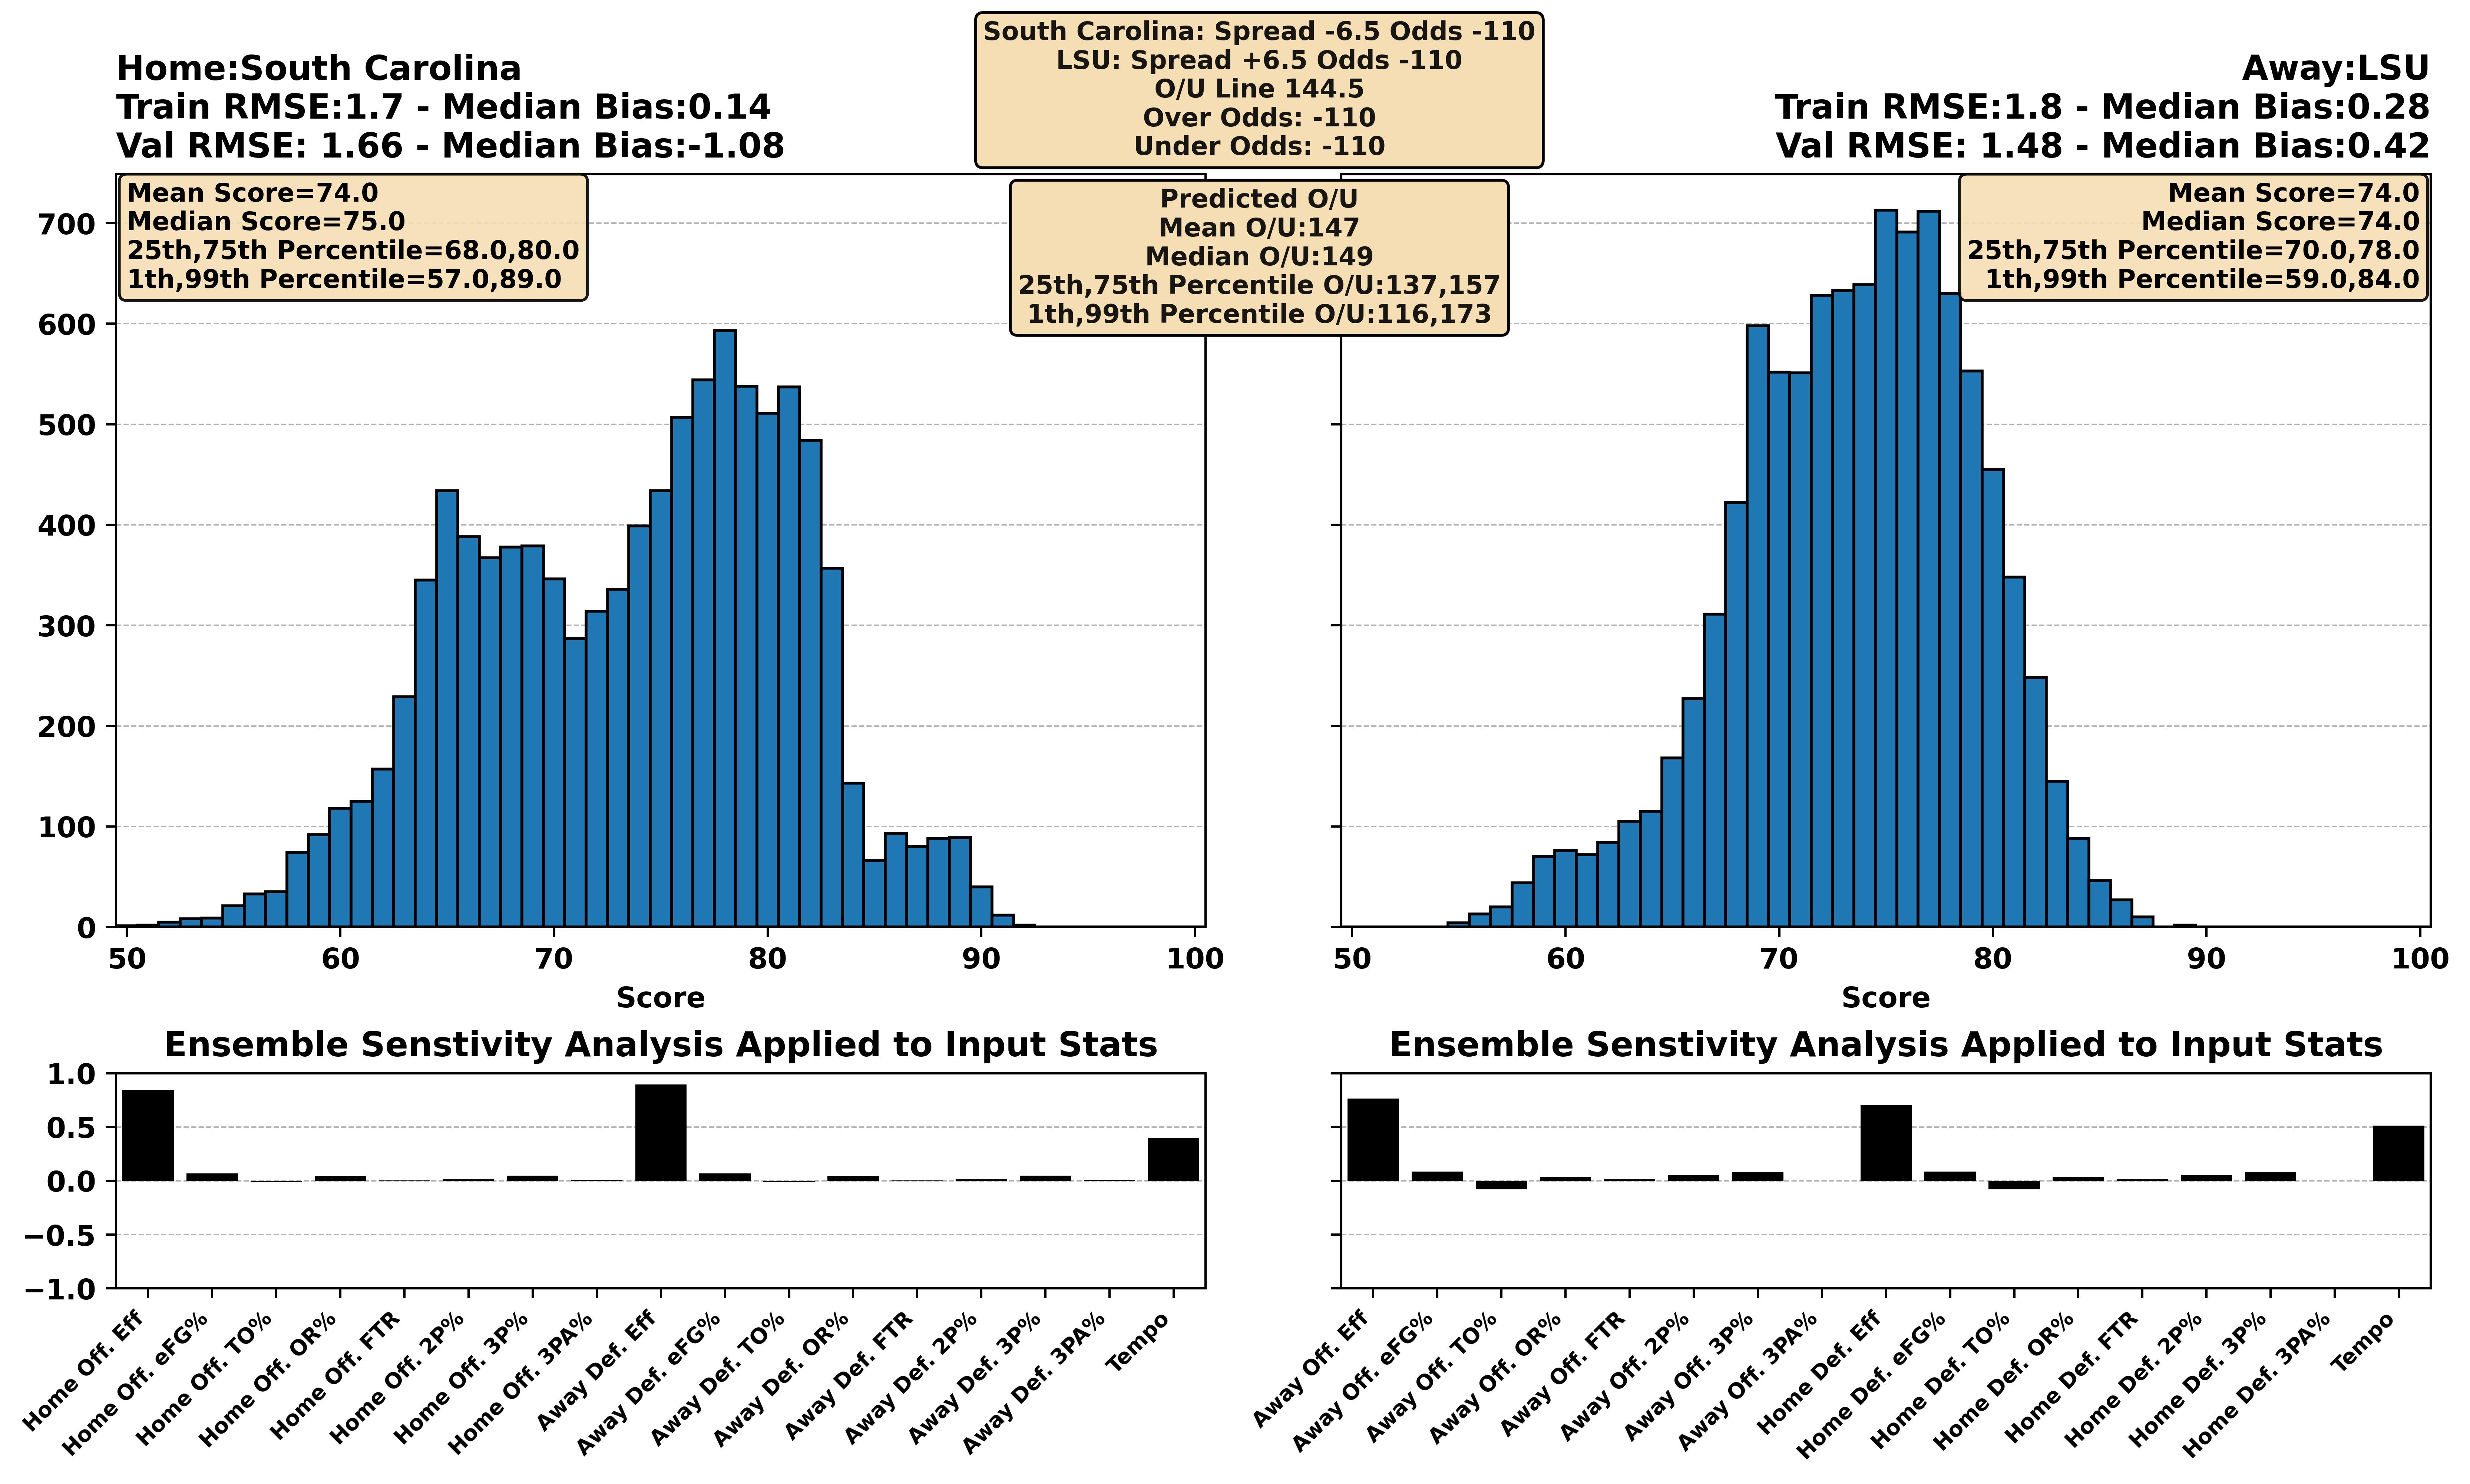 South Carolina: Spread -6.5 Odds -110
LSU: Spread +6.5 Odds -110
O/U Line 144.5
Over Odds: -110
Under Odds: -110
Home:South Carolina
Train RMSE:1.7 - Median Bias:0.14
Val RMSE: 1.66 - Median Bias:-1.08
Away:LSU
Train RMSE:1.8 - Median Bias:0.28
Val RMSE: 1.48 - Median Bias:0.42
Mean Score=74.0
Median Score=75.0
25th,75th Percentile=68.0,80.0
1th,99th Percentile=57.0,89.0
Predicted O/U
Mean O/U:147
Median O/U:149
25th,75th Percentile O/U:137,157
1th,99th Percentile O/U:116,173
Mean Score=74.0
Median Score=74.0
25th,75th Percentile=70.0,78.0
1th,99th Percentile=59.0,84.0
700
600
500
400
300
200
100
0
50 60 70 80 90 100
Score
50 60 70 80 90 100
Score
Ensemble Senstivity Analysis Applied to Input Stats
1.0
0.5
0.0
−0.5
−1.0
Home Off. Eff
Home Off. eFG%
Home Off. TO%
Home Off. OR%
Home Off. FTR
Home Off. 2P%
Home Off. 3P%
Home Off. 3PA%
Away Def. Eff
Away Def. eFG%
Away Def. TO%
Away Def. OR%
Away Def. FTR
Away Def. 2P%
Away Def. 3P%
Away Def. 3PA%
Tempo
Ensemble Senstivity Analysis Applied to Input Stats
Away Off. Eff
Away Off. eFG%
Away Off. TO%
Away Off. OR%
Away Off. FTR
Away Off. 2P%
Away Off. 3P%
Away Off. 3PA%
Home Def. Eff
Home Def. eFG%
Home Def. TO%
Home Def. OR%
Home Def. FTR
Home Def. 2P%
Home Def. 3P%
Home Def. 3PA%
Tempo